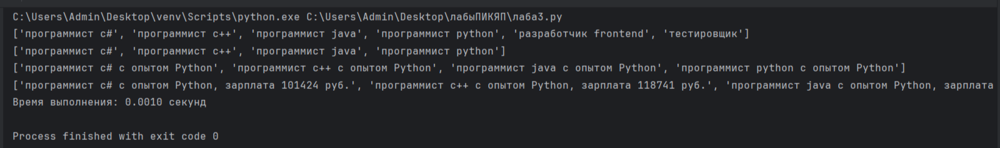 C:\Users\Admin\Desktop\venv\Scripts\python.exe C:\Users\Admin\Desktop\лабыПИКЯП\лаба3.py
['программист c#', 'программист c++', 'программист java', 'программист python', 'разработчик frontend', 'тестировщик']
['программист c#', 'программист c++', 'программист java', 'программист python']
['программист c# с опытом Python', 'программист c++ с опытом Python', 'программист java с опытом Python', 'программист python с опытом Python']
['программист c# с опытом Python, зарплата 101424 руб.', 'программист c++ с опытом Python, зарплата 118741 руб.', 'программист java с опытом Python, зарплата
Время выполнения: 0.0010 секунд
Process finished with exit code 0